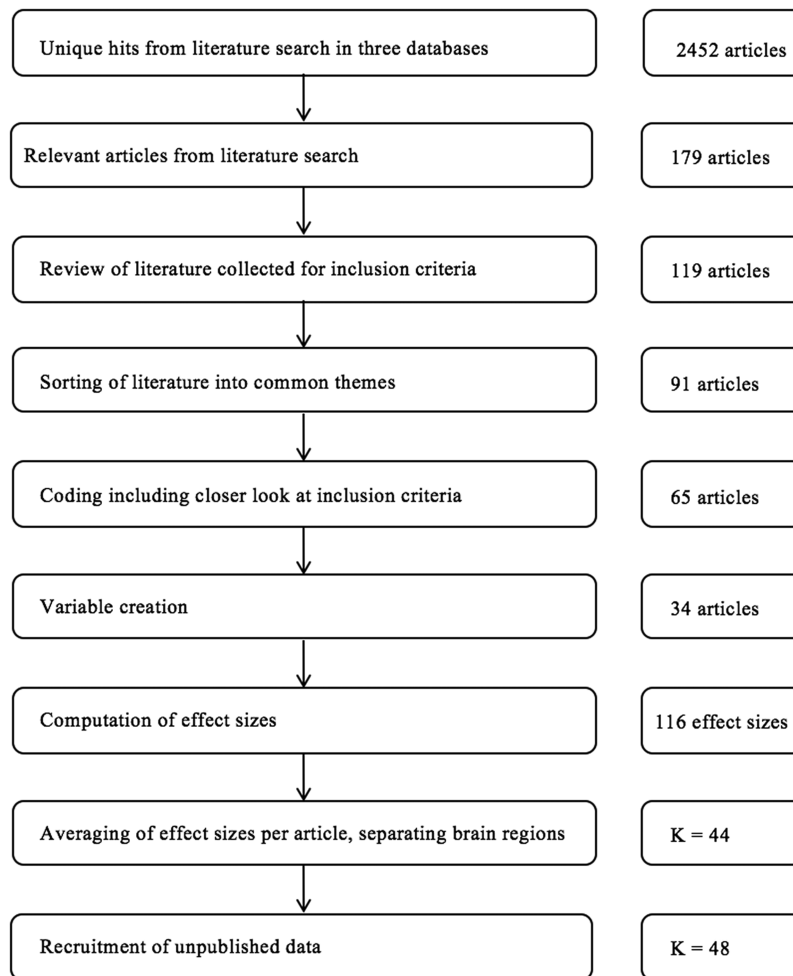 Unique hits from literature search in three databases
2452 articles
Relevant articles from literature search
179 articles
Review of literature collected for inclusion criteria
119 articles
Sorting of literature into common themes
91 articles
Coding including closer look at inclusion criteria
65 articles
Variable creation
34 articles
Computation of effect sizes
116 effect sizes
Averaging of effect sizes per article, separating brain regions
K = 44
Recruitment of unpublished data
K = 48